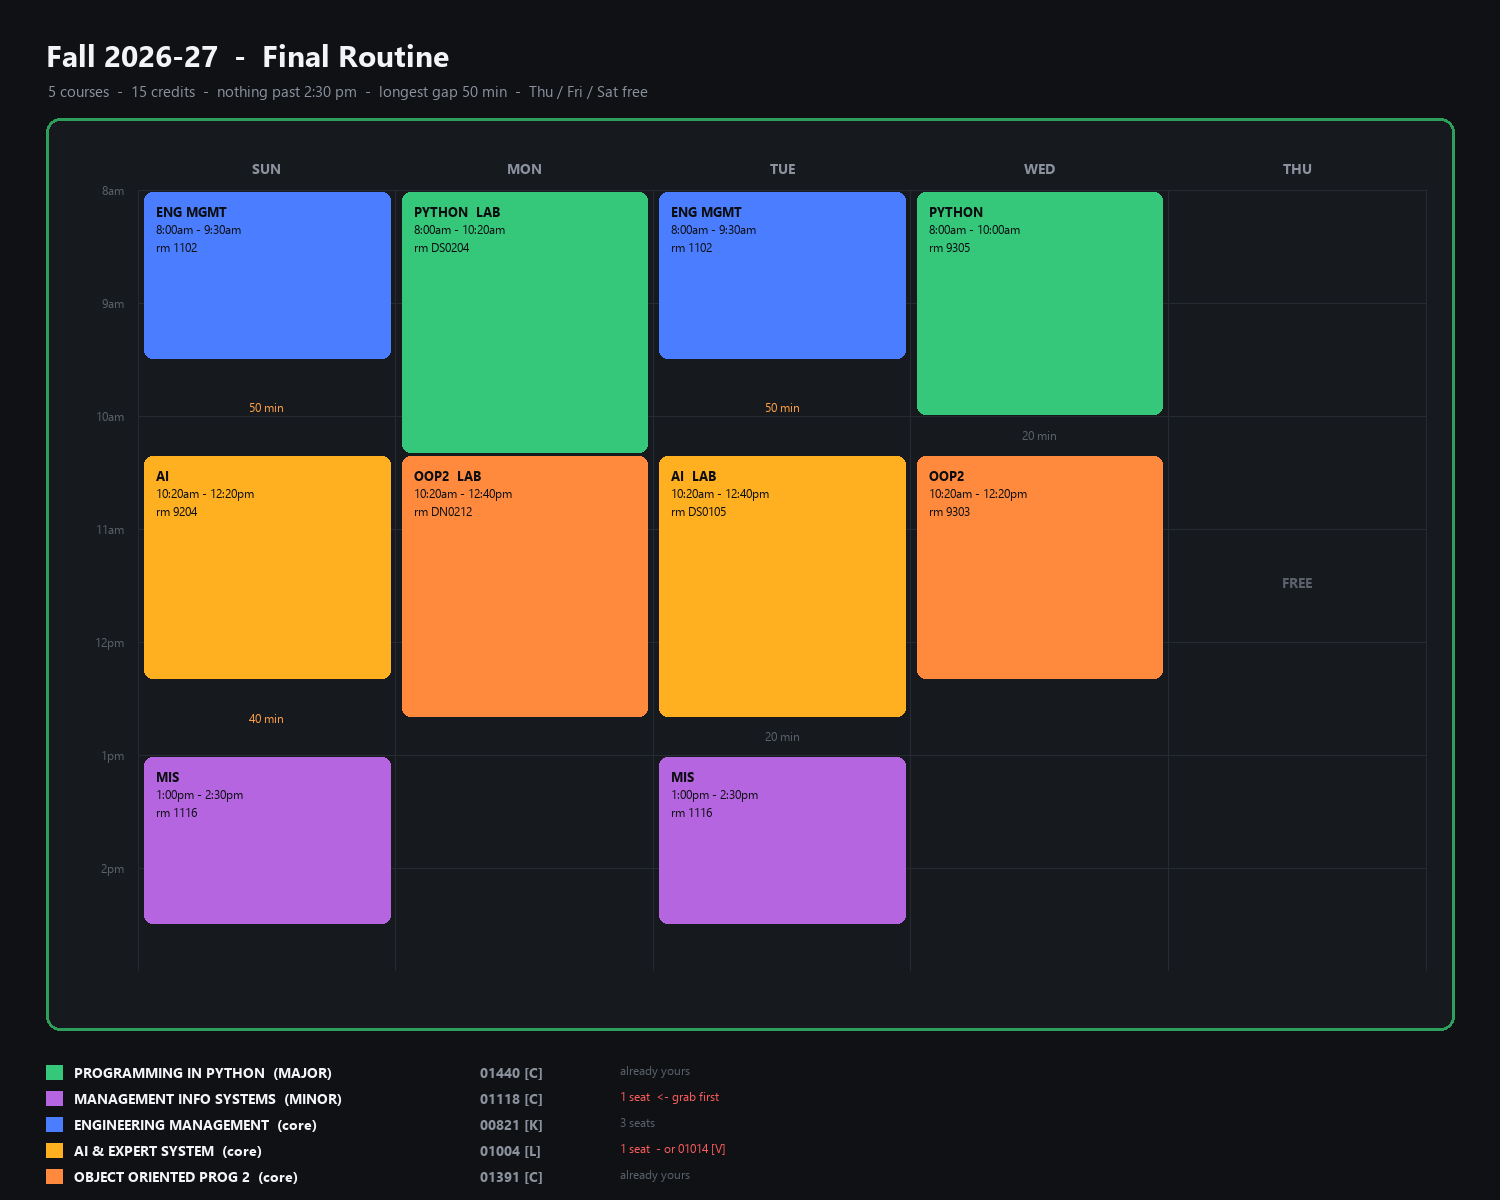 Fall 2026-27 - Final Routine
5 courses - 15 credits - nothing past 2:30 pm - longest gap 50 min - Thu / Fri / Sat free
SUN MON TUE WED THU
8am
ENG MGMT
8:00am - 9:30am
rm 1102
PYTHON LAB
8:00am - 10:20am
rm DS0204
ENG MGMT
8:00am - 9:30am
rm 1102
PYTHON
8:00am - 10:00am
rm 9305
9am
50 min
50 min
10am
20 min
AI
10:20am - 12:20pm
rm 9204
OOP2 LAB
10:20am - 12:40pm
rm DN0212
AI LAB
10:20am - 12:40pm
rm DS0105
OOP2
10:20am - 12:20pm
rm 9303
11am
FREE
12pm
40 min
20 min
1pm
MIS
1:00pm - 2:30pm
rm 1116
MIS
1:00pm - 2:30pm
rm 1116
2pm
PROGRAMMING IN PYTHON (MAJOR) 01440 [C] already yours
MANAGEMENT INFO SYSTEMS (MINOR) 01118 [C] 1 seat <- grab first
ENGINEERING MANAGEMENT (core) 00821 [K] 3 seats
AI & EXPERT SYSTEM (core) 01004 [L] 1 seat - or 01014 [V]
OBJECT ORIENTED PROG 2 (core) 01391 [C] already yours